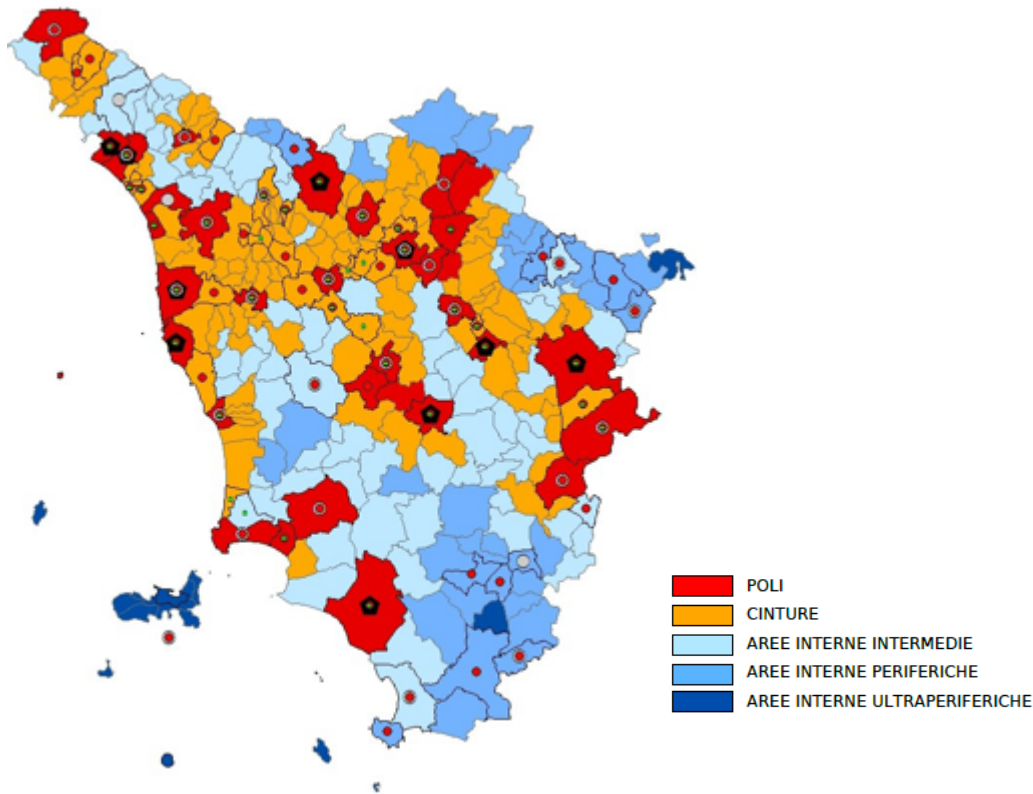 POLI
CINTURE
AREE INTERNE INTERMEDIE
AREE INTERNE PERIFERICHE
AREE INTERNE ULTRAPERIFERICHE